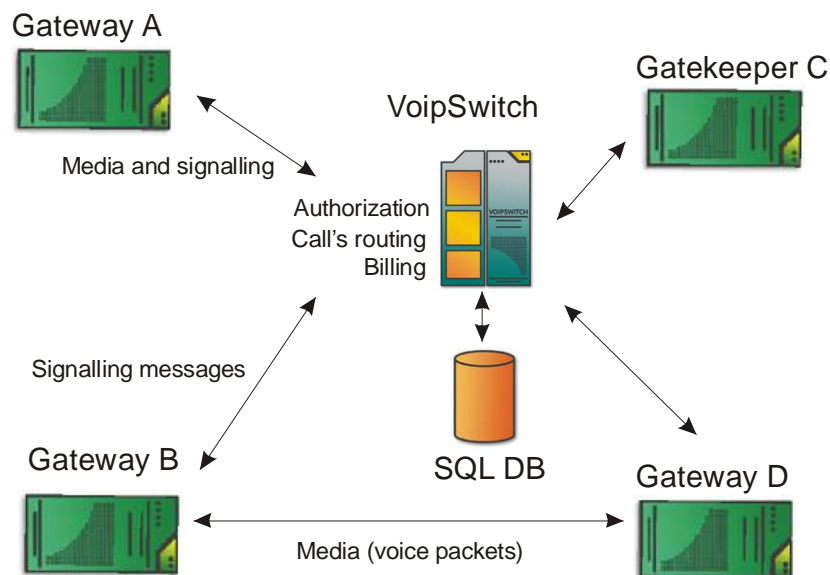 Gateway A
Gatekeeper C
VoipSwitch
Media and signalling
Authorization
Call's routing
Billing
VOIPSWITCH
Signalling messages
SQL DB
Gateway B
Gateway D
Media (voice packets)